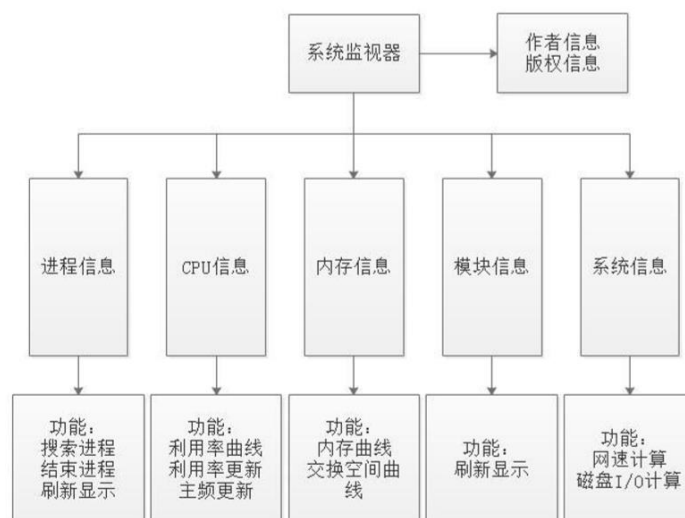 系统监视器
作者信息
版权信息
进程信息
CPU信息
内存信息
模块信息
系统信息
功能：
搜索进程
结束进程
刷新显示
功能：
利用率曲线
利用率更新
主频更新
功能：
内存曲线
交换空间曲
线
功能：
刷新显示
功能：
网速计算
磁盘I/O计算